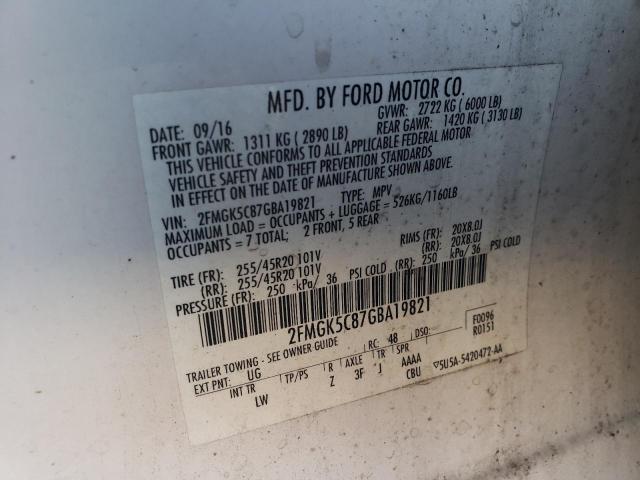 MFD. BY FORD MOTOR CO.
DATE: 09/16 GVWR: 2722 KG ( 6000 LB)
FRONT GAWR: 1311 KG ( 2890 LB) REAR GAWR: 1420 KG ( 3130 LB)
THIS VEHICLE CONFORMS TO ALL APPLICABLE FEDERAL MOTOR
VEHICLE SAFETY AND THEFT PREVENTION STANDARDS
IN EFFECT ON THE DATE OF MANUFACTURE SHOWN ABOVE.
VIN: 2FMGK5C87GBA19821 TYPE: MPV
MAXIMUM LOAD = OCCUPANTS + LUGGAGE = 526KG/1160LB
OCCUPANTS = 7 TOTAL; 2 FRONT, 5 REAR
TIRE (FR): 255/45R20 101V RIMS (FR): 20X8.0J
(RR): 255/45R20 101V (RR): 20X8.0J
PRESSURE (FR): 250 kPa/ 36 PSI COLD (RR): 250 kPa/ 36 PSI COLD
2FMGK5C87GBA19821
TRAILER TOWING - SEE OWNER GUIDE RC: 48 DSO: F0096
R0151
EXT PNT: UG
INT TR TP/PS R AXLE TR SPR
LW Z 3F J AAAA
CBU 5U5A-5420472-AA